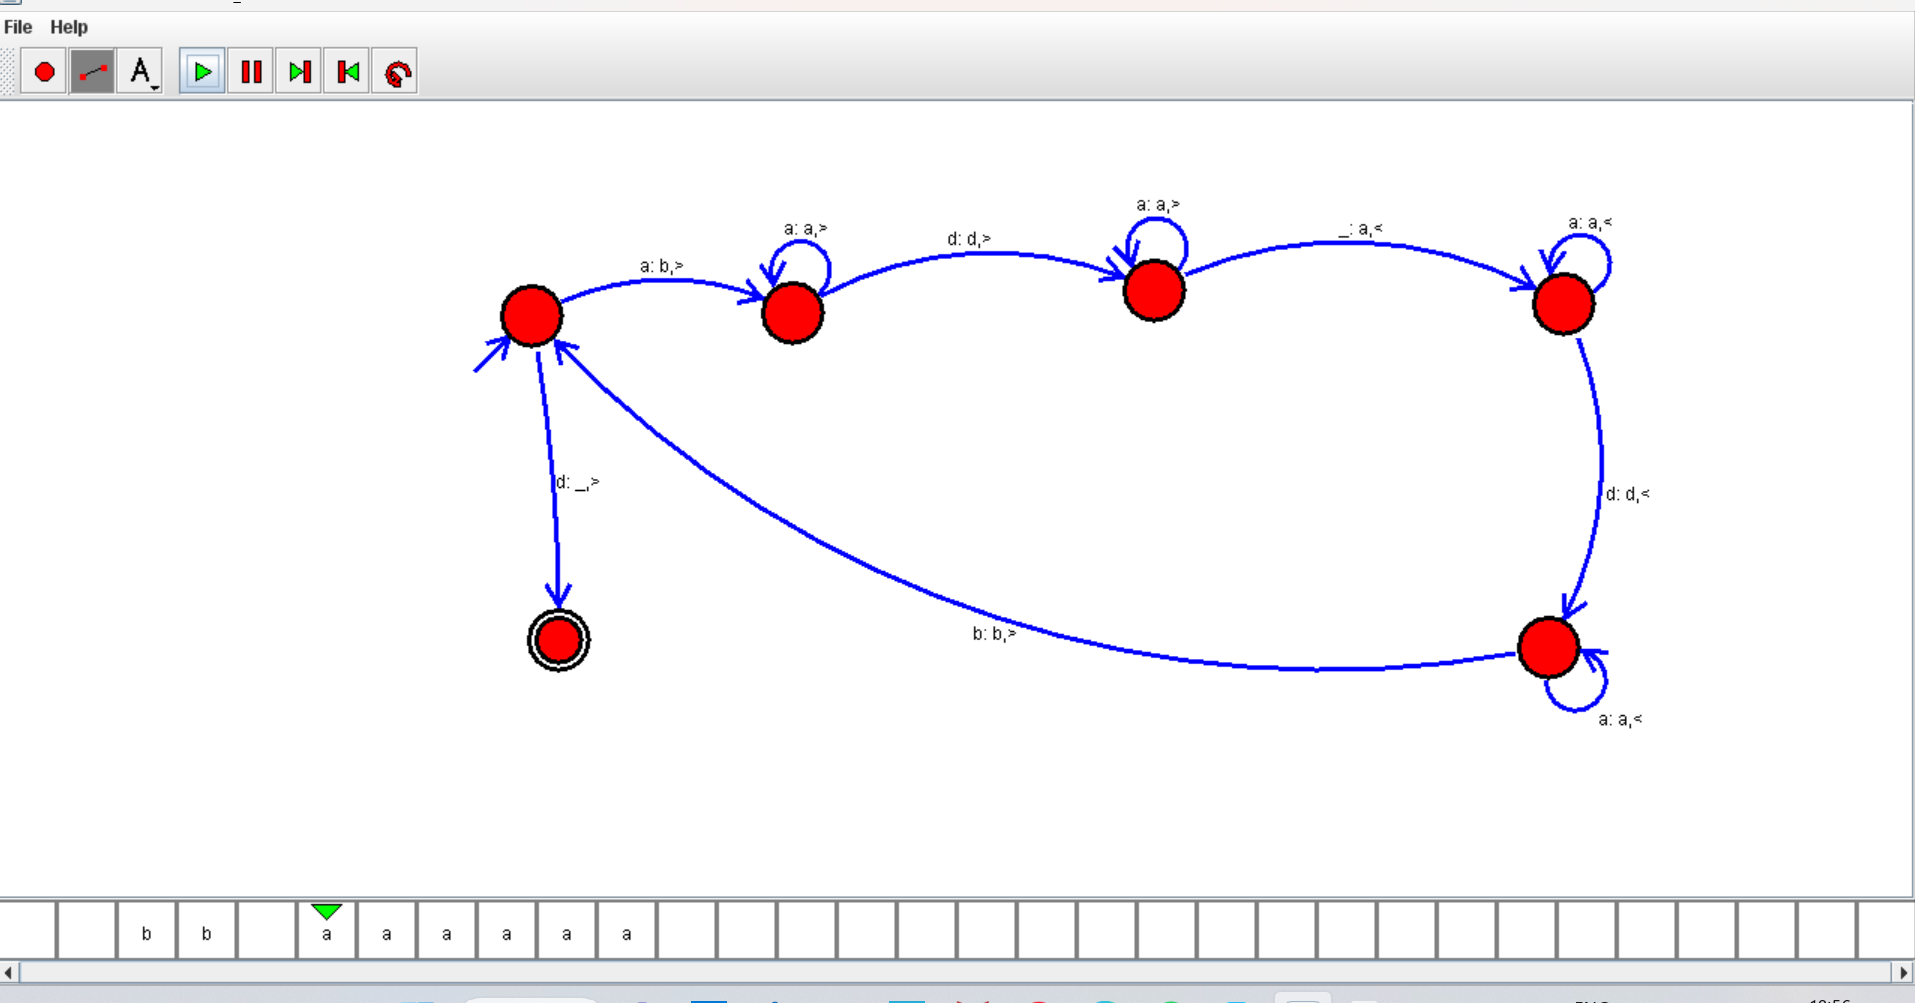 File Help
A
a: a,>
a: a,>
_: a,<
a: a,<
d: d,>
a: b,>
d: _,>
d: d,<
b: b,>
a: a,<
b b a a a a a a